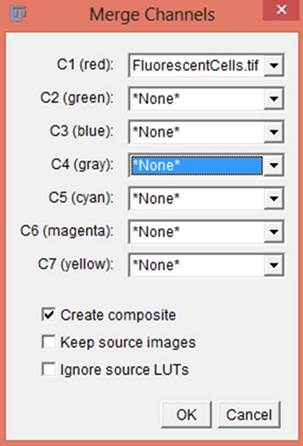 Merge Channels
C1 (red): FluorescentCells.tif
C2 (green): *None*
C3 (blue): *None*
C4 (gray): *None*
C5 (cyan): *None*
C6 (magenta): *None*
C7 (yellow): *None*
Create composite
Keep source images
Ignore source LUTs
OK Cancel